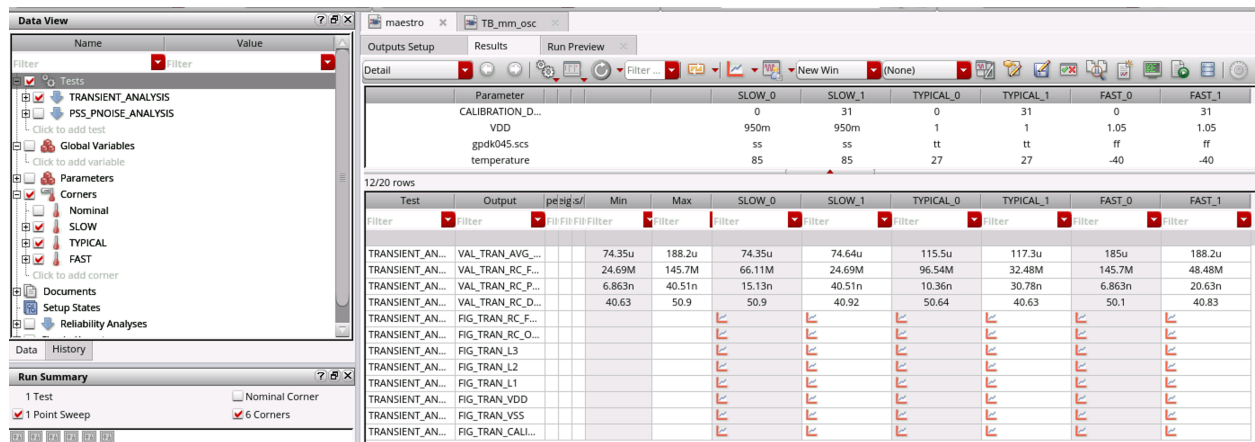 Data View
Name Value
Filter Filter
Tests
TRANSIENT_ANALYSIS
PSS_PNOISE_ANALYSIS
Click to add test
Global Variables
Click to add variable
Parameters
Corners
Nominal
SLOW
TYPICAL
FAST
Click to add corner
Documents
Setup States
Reliability Analyses
Data History
Run Summary
1 Test Nominal Corner
1 Point Sweep 6 Corners
maestro TB_mm_osc
Outputs Setup Results Run Preview
Detail Filter ... New Win (None)
Parameter SLOW_0 SLOW_1 TYPICAL_0 TYPICAL_1 FAST_0 FAST_1
CALIBRATION_D... 0 31 0 31 0 31
VDD 950m 950m 1 1 1.05 1.05
gpdk045.scs ss ss tt tt ff ff
temperature 85 85 27 27 -40 -40
12/20 rows
Test Output Min Max SLOW_0 SLOW_1 TYPICAL_0 TYPICAL_1 FAST_0 FAST_1
Filter Filter Filter Filter Filter Filter Filter Filter Filter Filter
TRANSIENT_AN... VAL_TRAN_AVG_... 74.35u 188.2u 74.35u 74.64u 115.5u 117.3u 185u 188.2u
TRANSIENT_AN... VAL_TRAN_RC_F... 24.69M 145.7M 66.11M 24.69M 96.54M 32.48M 145.7M 48.48M
TRANSIENT_AN... VAL_TRAN_RC_P... 6.863n 40.51n 15.13n 40.51n 10.36n 30.78n 6.863n 20.63n
TRANSIENT_AN... VAL_TRAN_RC_D... 40.63 50.9 50.9 40.92 50.64 40.63 50.1 40.83
TRANSIENT_AN... FIG_TRAN_RC_F...
TRANSIENT_AN... FIG_TRAN_RC_O...
TRANSIENT_AN... FIG_TRAN_L3
TRANSIENT_AN... FIG_TRAN_L2
TRANSIENT_AN... FIG_TRAN_L1
TRANSIENT_AN... FIG_TRAN_VDD
TRANSIENT_AN... FIG_TRAN_VSS
TRANSIENT_AN... FIG_TRAN_CALI...